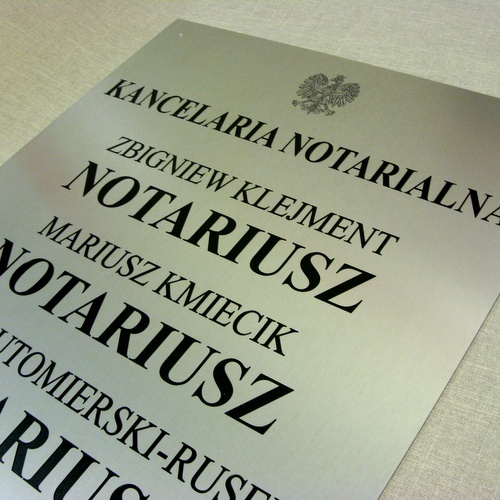 KANCELARIA NOTARIALNA
ZBIGNIEW KLEJMENT
NOTARIUSZ
MARIUSZ KMIECIK
NOTARIUSZ